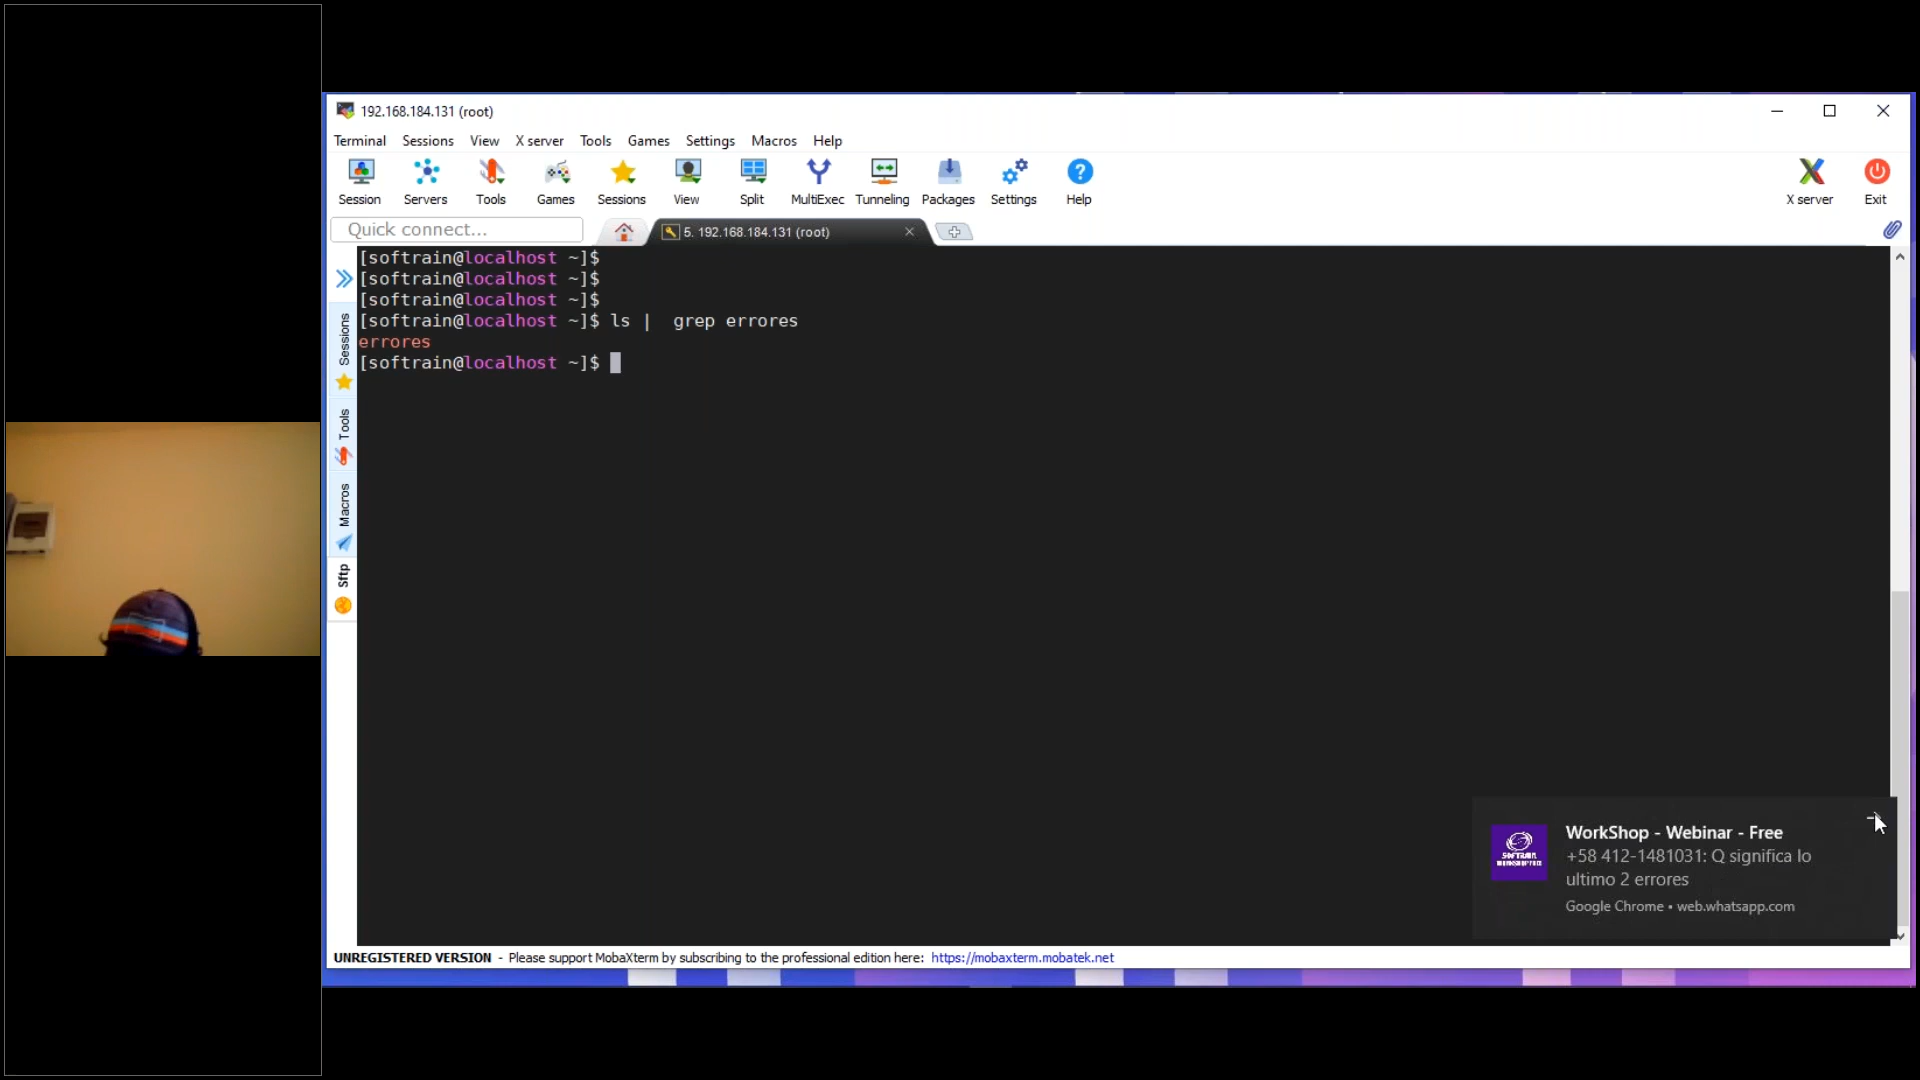 192.168.184.131 (root)
Terminal Sessions View X server Tools Games Settings Macros Help
Session Servers Tools Games Sessions View Split MultiExec Tunneling Packages Settings Help X server Exit
Quick connect...
5. 192.168.184.131 (root)
[softrain@localhost ~]$
[softrain@localhost ~]$
[softrain@localhost ~]$
[softrain@localhost ~]$ ls |  grep errores
errores
[softrain@localhost ~]$
Sessions
Tools
Macros
Sftp
WorkShop - Webinar - Free
+58 412-1481031: Q significa lo
ultimo 2 errores
Google Chrome • web.whatsapp.com
SOFTRAIN
UNREGISTERED VERSION - Please support MobaXterm by subscribing to the professional edition here: https://mobaxterm.mobatek.net